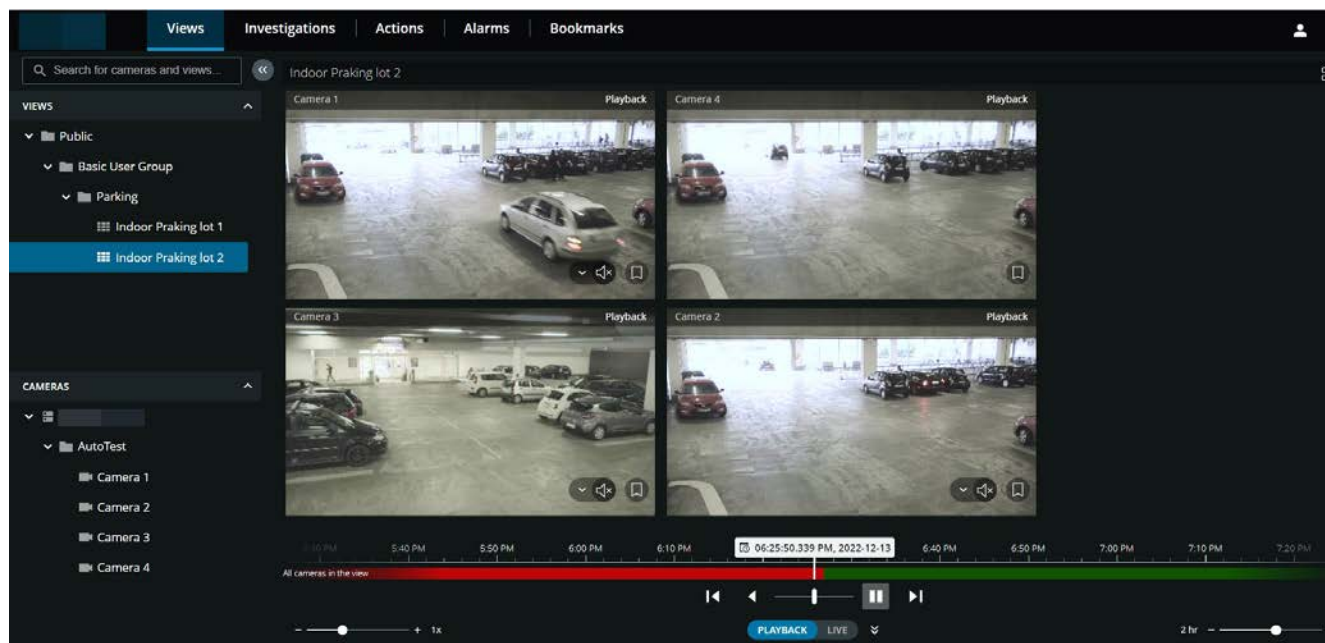 Views Investigations Actions Alarms Bookmarks
Search for cameras and views...
Indoor Praking lot 2
VIEWS
Public
Basic User Group
Parking
Indoor Praking lot 1
Indoor Praking lot 2
Camera 1 Playback
Camera 4 Playback
Camera 3 Playback
Camera 2 Playback
CAMERAS
AutoTest
Camera 1
Camera 2
Camera 3
Camera 4
5:40 PM 5:50 PM 6:00 PM 6:10 PM 06:25:50.339 PM, 2022-12-13 6:40 PM 6:50 PM 7:00 PM 7:10 PM 7:20 PM
All cameras in the view
- + 1x
PLAYBACK LIVE
2 hr -